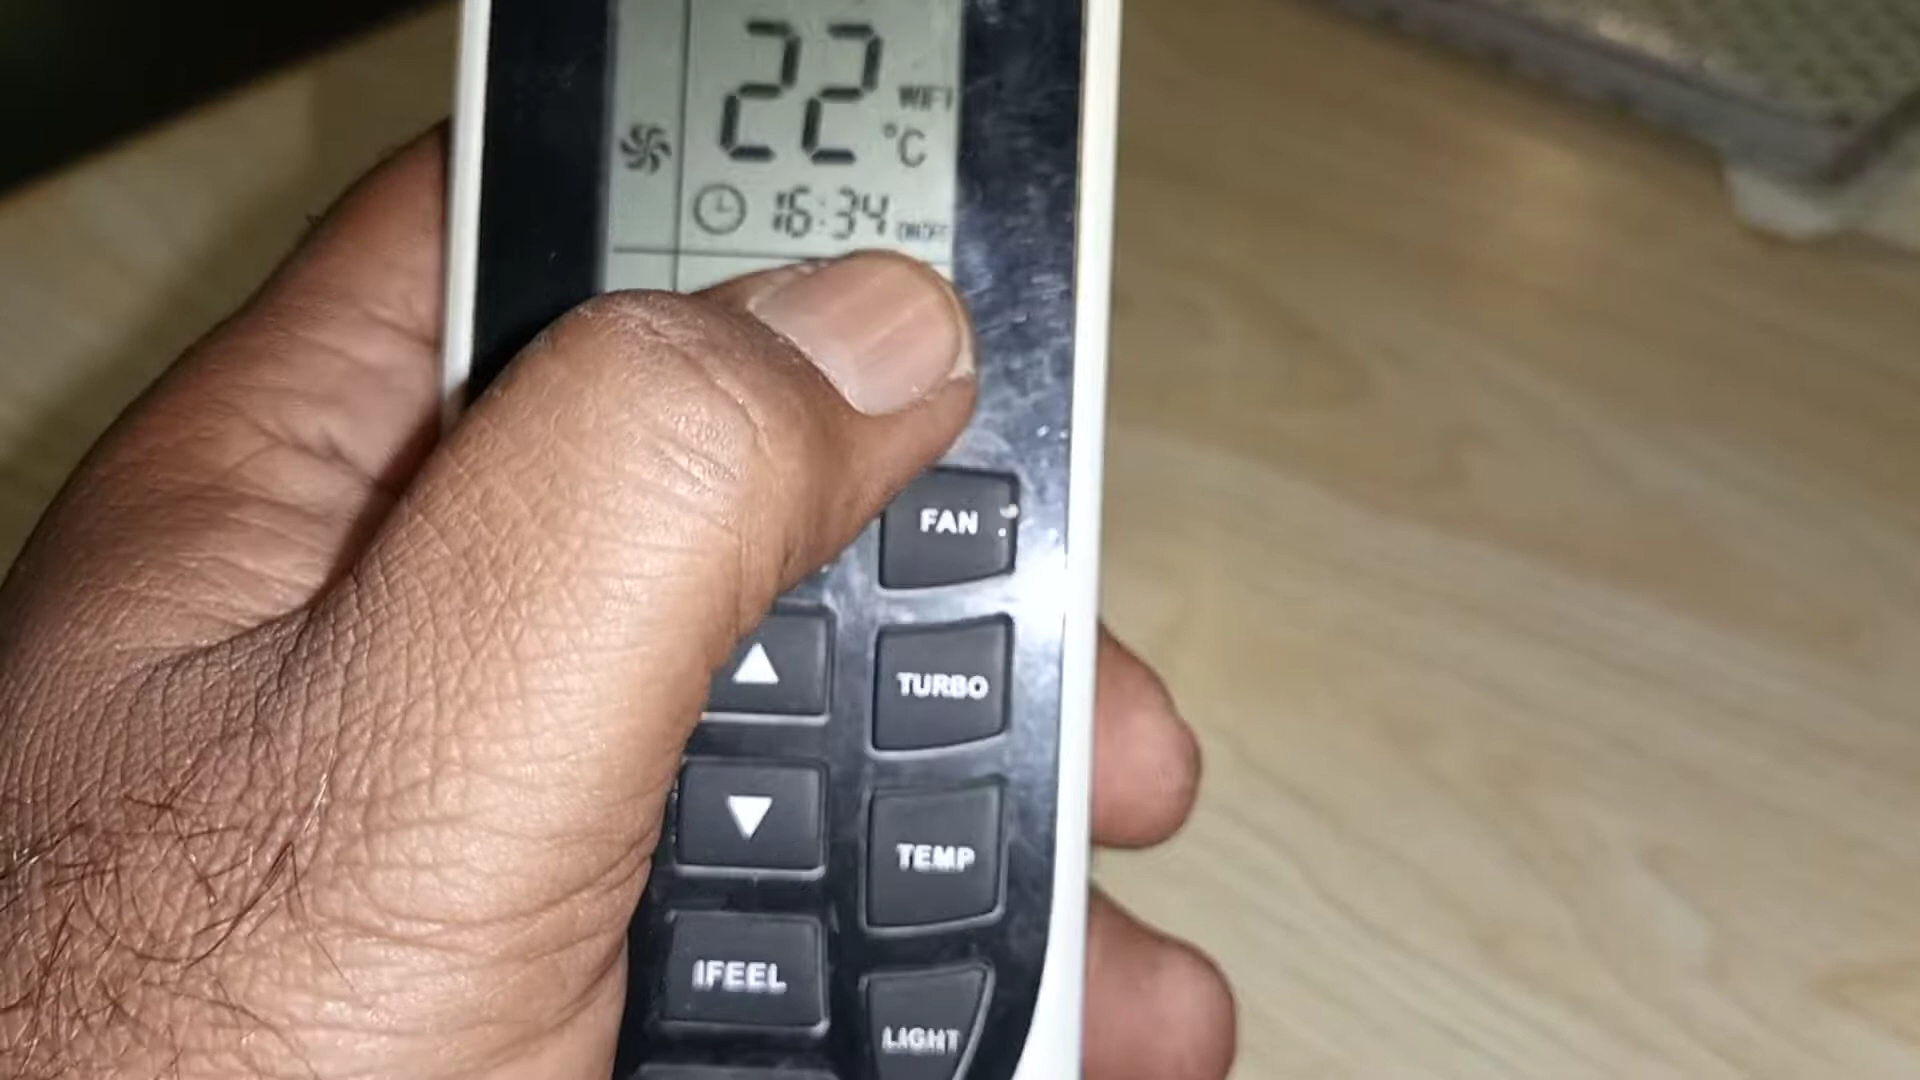 22
WIFI
°C
16:34
ON/OFF
FAN
TURBO
TEMP
IFEEL
LIGHT